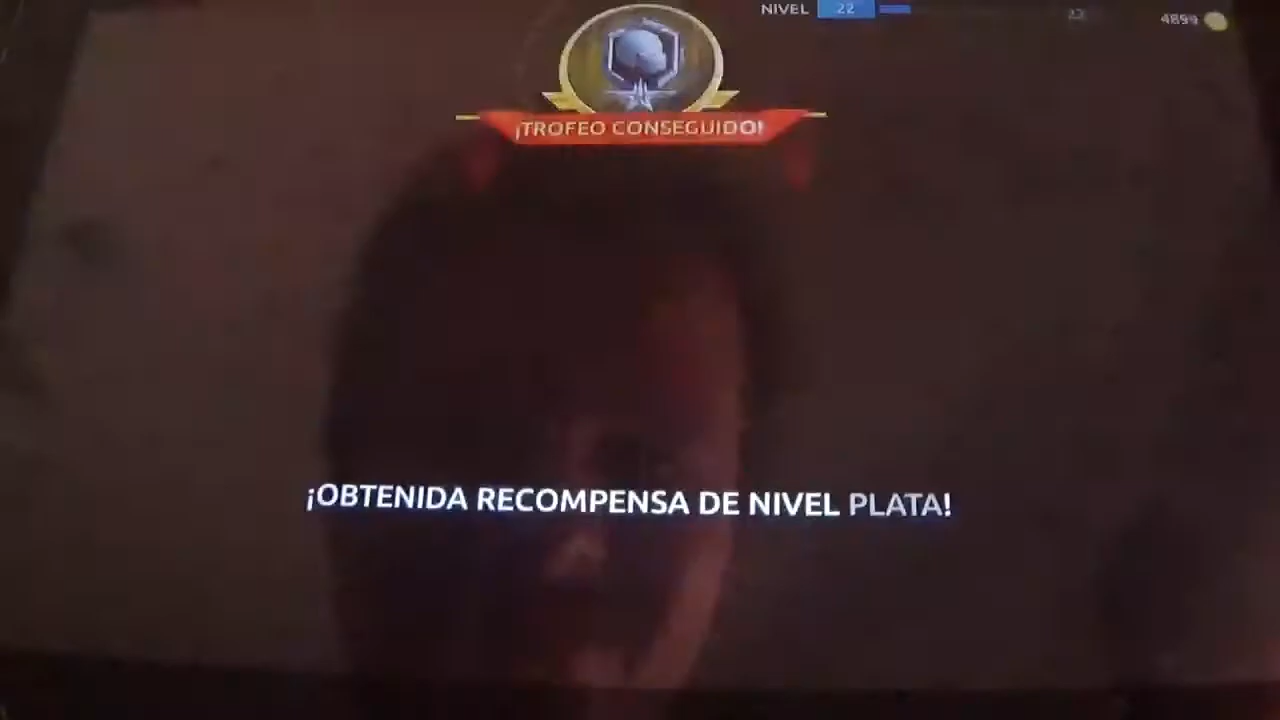 NIVEL 22
4899
¡TROFEO CONSEGUIDO!
¡OBTENIDA RECOMPENSA DE NIVEL PLATA!